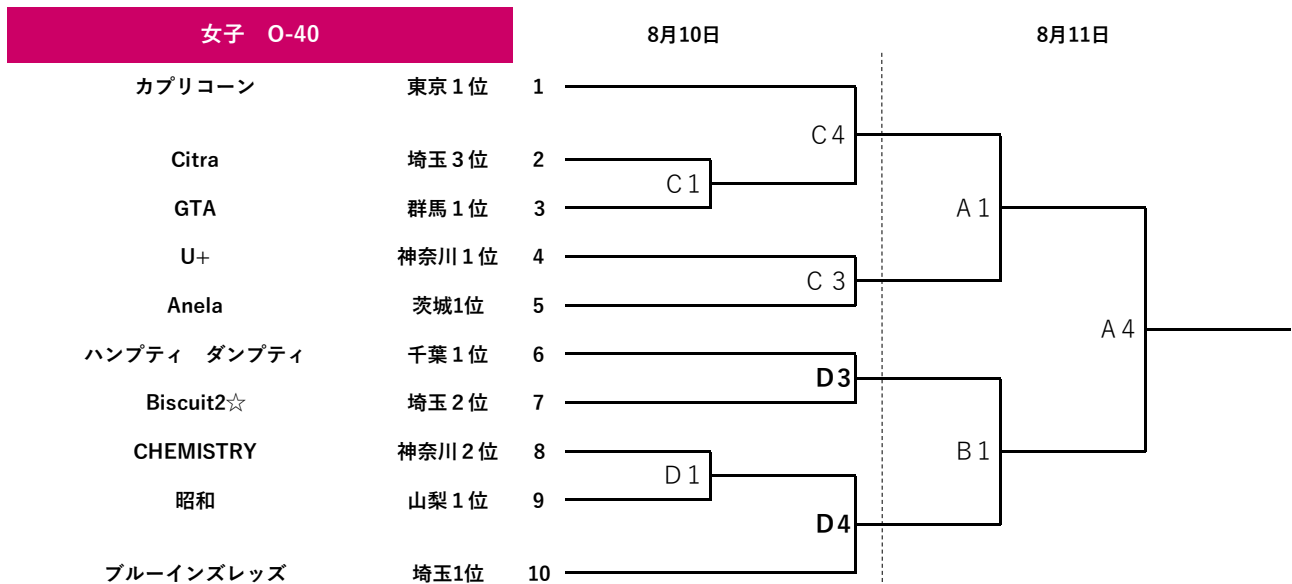 女子　O-40 8月10日 8月11日
カプリコーン 東京１位 1
C4
Citra 埼玉３位 2
C1
GTA 群馬１位 3
A1
U+ 神奈川１位 4
C3
Anela 茨城1位 5
A4
ハンプティ　ダンプティ 千葉１位 6
D3
Biscuit2☆ 埼玉２位 7
CHEMISTRY 神奈川２位 8
B1
D1
昭和 山梨１位 9
D4
ブルーインズレッズ 埼玉1位 10